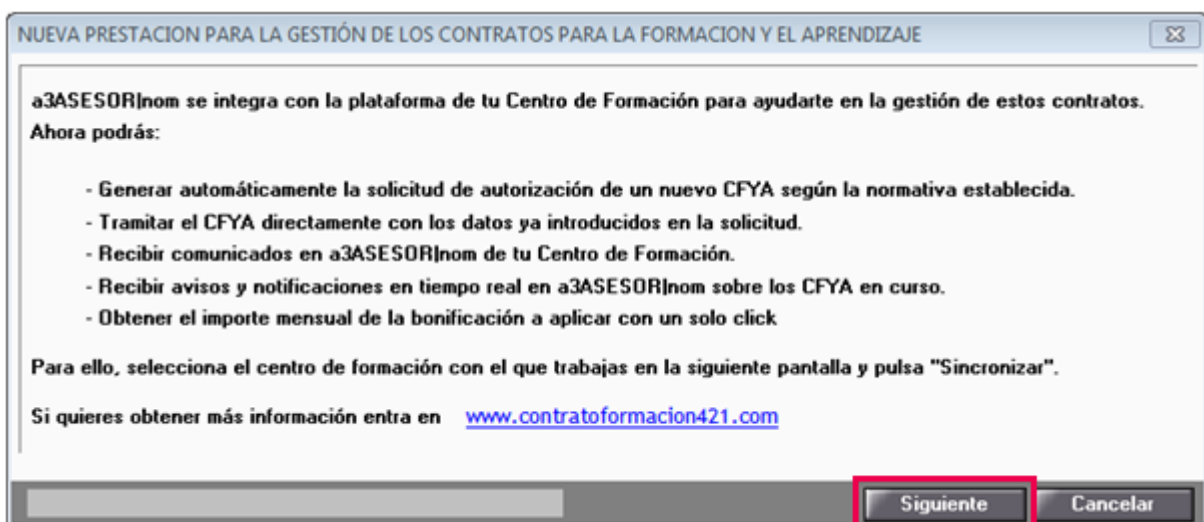 NUEVA PRESTACION PARA LA GESTIÓN DE LOS CONTRATOS PARA LA FORMACION Y EL APRENDIZAJE
a3ASESOR|nom se integra con la plataforma de tu Centro de Formación para ayudarte en la gestión de estos contratos.
Ahora podrás:
- Generar automáticamente la solicitud de autorización de un nuevo CFYA según la normativa establecida.
- Tramitar el CFYA directamente con los datos ya introducidos en la solicitud.
- Recibir comunicados en a3ASESOR|nom de tu Centro de Formación.
- Recibir avisos y notificaciones en tiempo real en a3ASESOR|nom sobre los CFYA en curso.
- Obtener el importe mensual de la bonificación a aplicar con un solo click
Para ello, selecciona el centro de formación con el que trabajas en la siguiente pantalla y pulsa "Sincronizar".
Si quieres obtener más información entra en www.contratoformacion421.com
Siguiente Cancelar